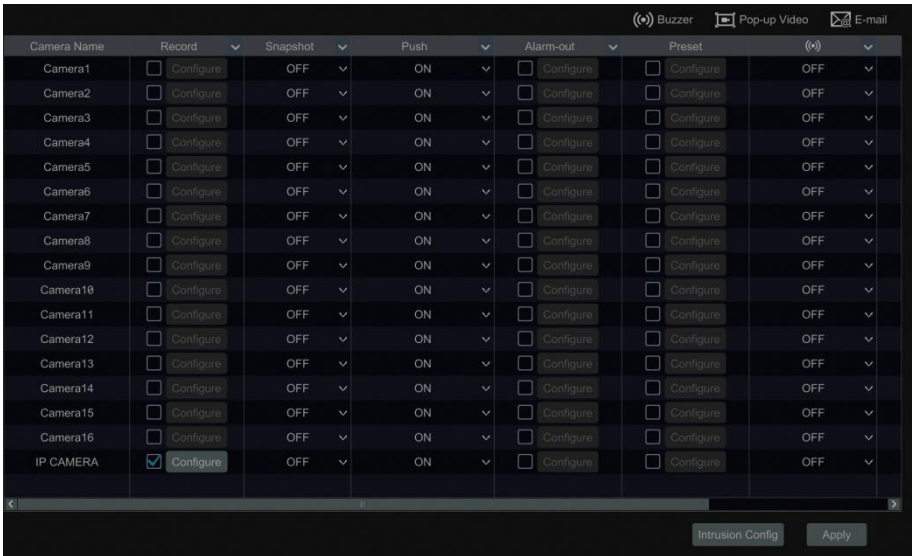 Buzzer Pop-up Video E-mail
Camera Name Record Snapshot Push Alarm-out Preset
Camera1 Configure OFF ON Configure Configure OFF
Camera2 Configure OFF ON Configure Configure OFF
Camera3 Configure OFF ON Configure Configure OFF
Camera4 Configure OFF ON Configure Configure OFF
Camera5 Configure OFF ON Configure Configure OFF
Camera6 Configure OFF ON Configure Configure OFF
Camera7 Configure OFF ON Configure Configure OFF
Camera8 Configure OFF ON Configure Configure OFF
Camera9 Configure OFF ON Configure Configure OFF
Camera10 Configure OFF ON Configure Configure OFF
Camera11 Configure OFF ON Configure Configure OFF
Camera12 Configure OFF ON Configure Configure OFF
Camera13 Configure OFF ON Configure Configure OFF
Camera14 Configure OFF ON Configure Configure OFF
Camera15 Configure OFF ON Configure Configure OFF
Camera16 Configure OFF ON Configure Configure OFF
IP CAMERA Configure OFF ON Configure Configure OFF
Intrusion Config Apply